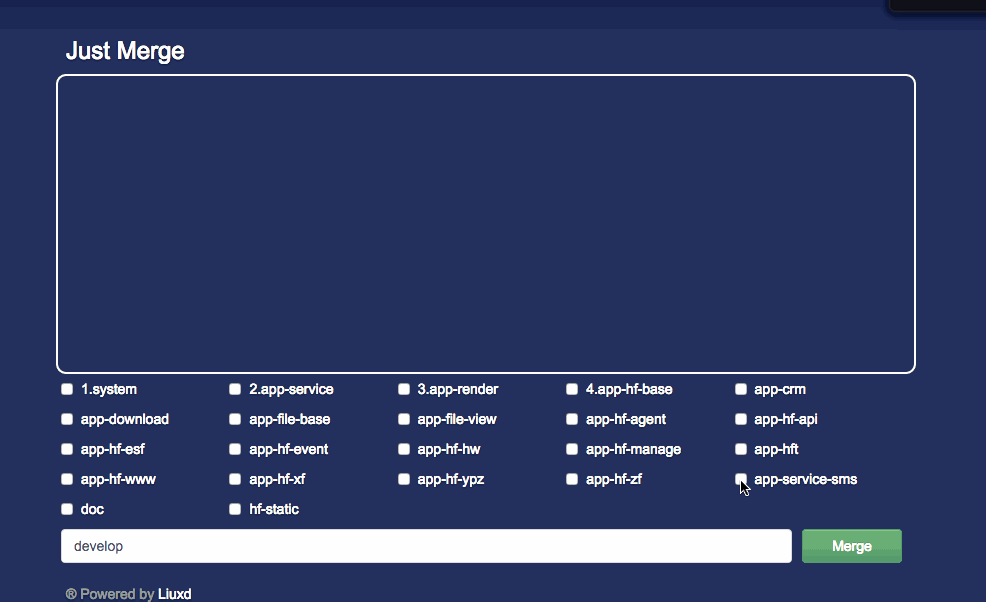 Just Merge
1.system 2.app-service 3.app-render 4.app-hf-base app-crm
app-download app-file-base app-file-view app-hf-agent app-hf-api
app-hf-esf app-hf-event app-hf-hw app-hf-manage app-hft
app-hf-www app-hf-xf app-hf-ypz app-hf-zf app-service-sms
doc hf-static
develop Merge
® Powered by Liuxd